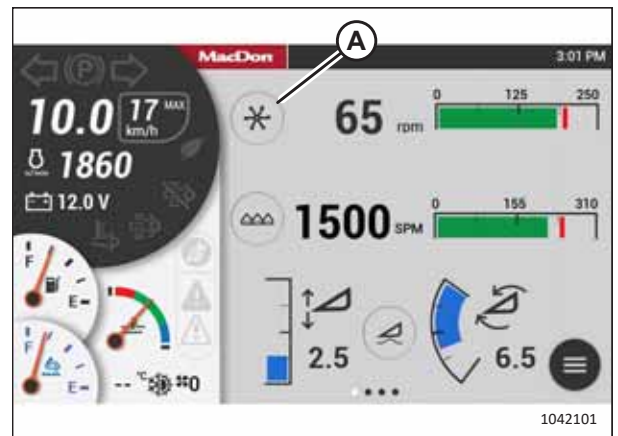 A
MacDon
3:01 PM
P
10.0 17 MAX
km/h
1860
12.0 V
65 rpm
0 125 250
1500 SPM
0 155 310
F
E
F
E
2.5
6.5
-- °C 0
1042101